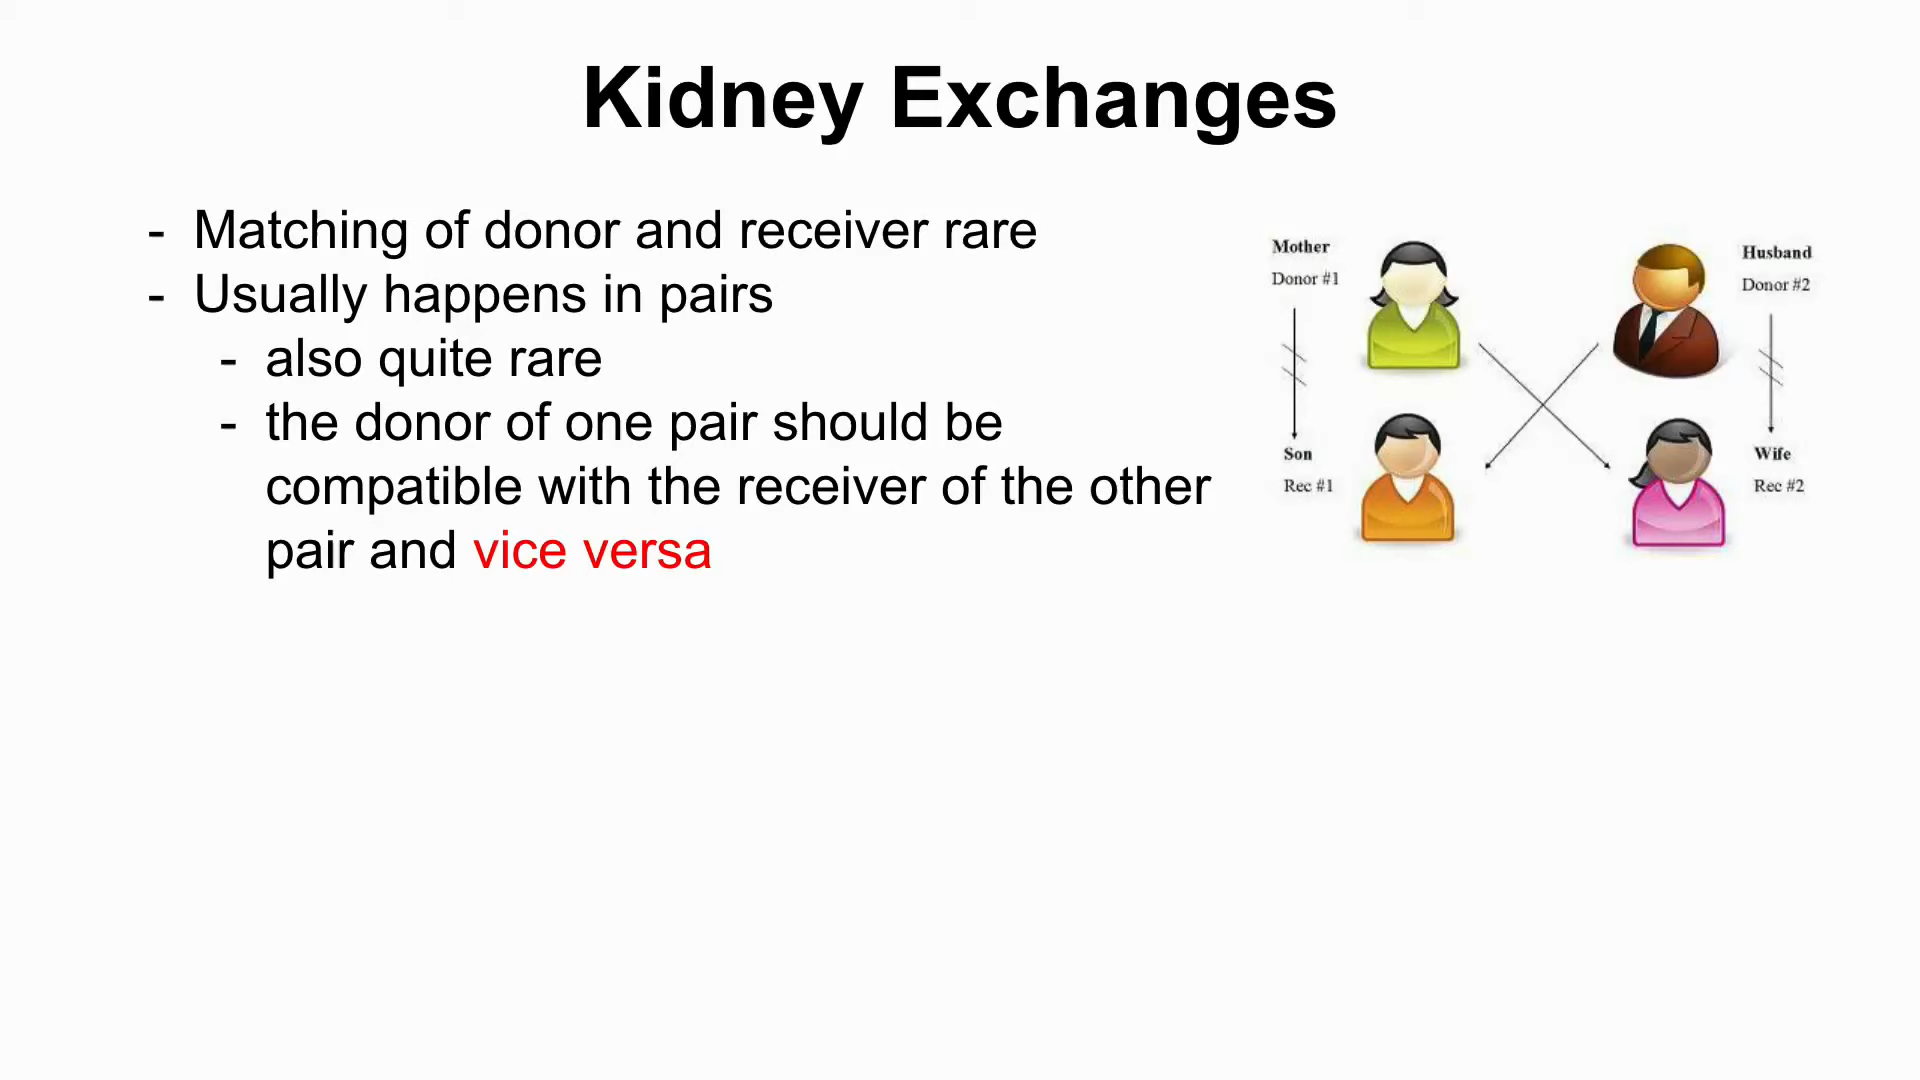 Kidney Exchanges
- Matching of donor and receiver rare
- Usually happens in pairs
- also quite rare
- the donor of one pair should be
compatible with the receiver of the other
pair and vice versa
Mother
Donor #1
Husband
Donor #2
Son
Rec #1
Wife
Rec #2